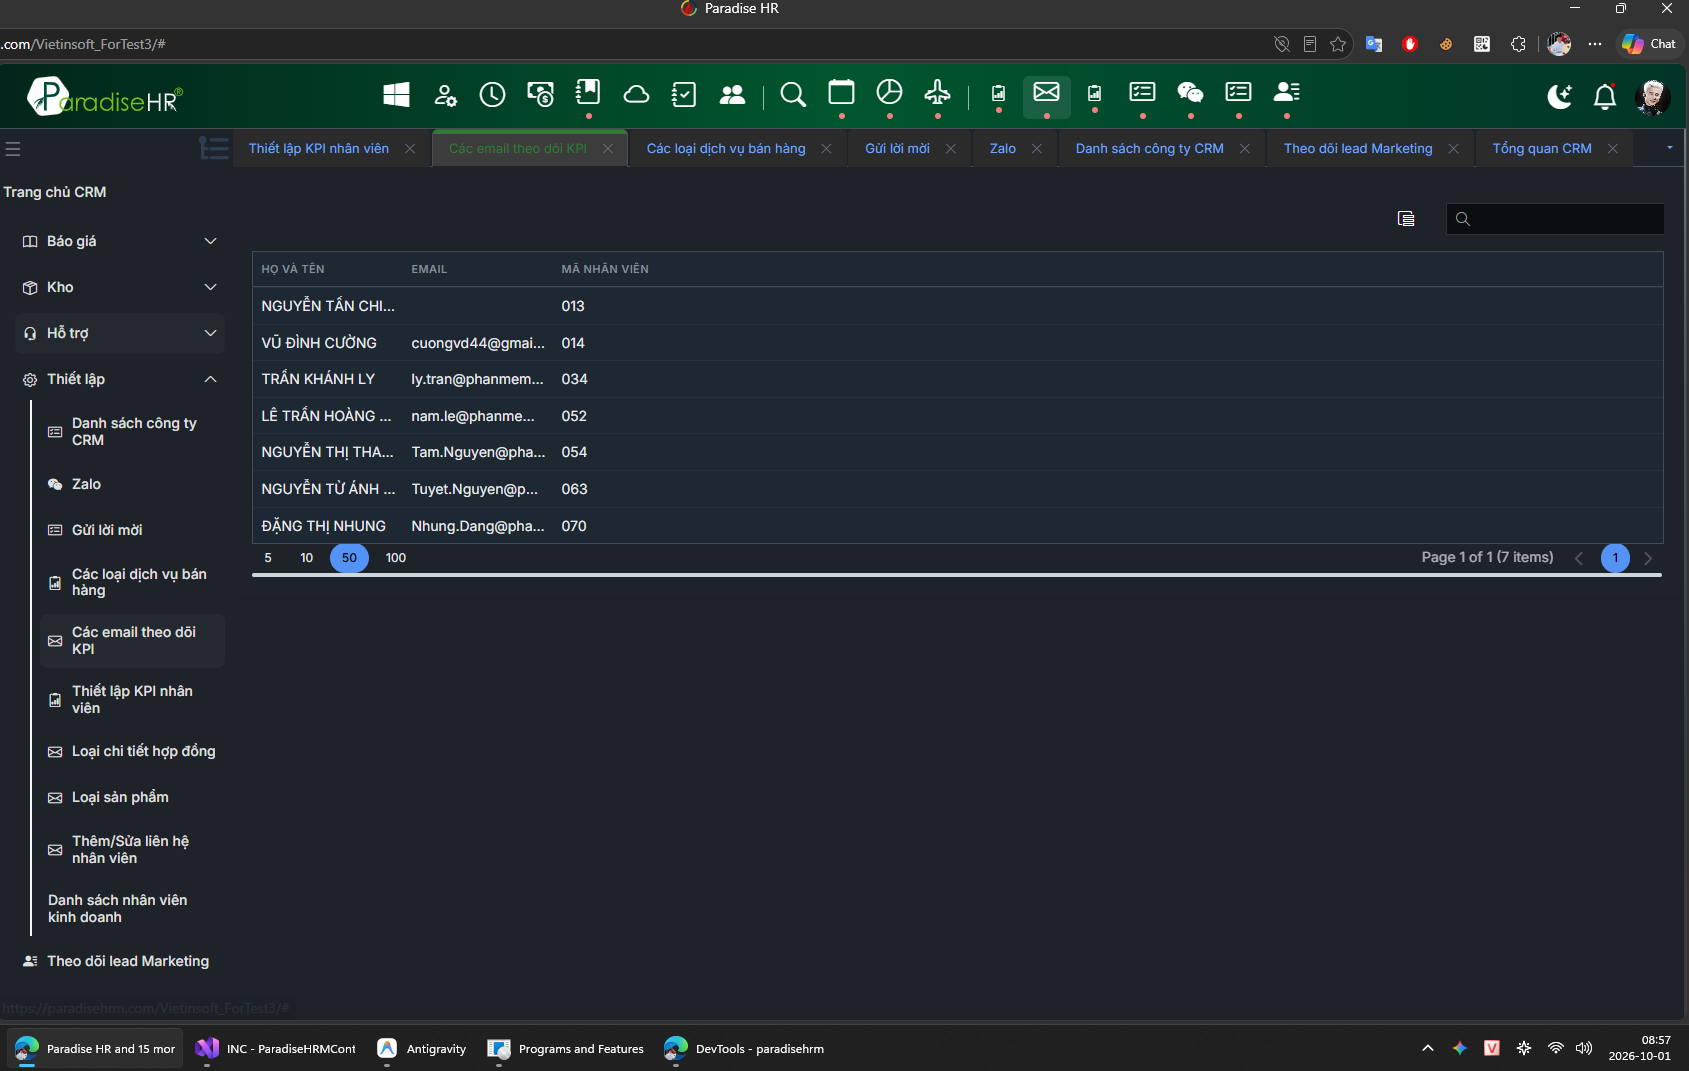 Paradise HR
.com/Vietinsoft_ForTest3/#
Chat
ParadiseHR®
Thiết lập KPI nhân viên
Các email theo dõi KPI
Các loại dịch vụ bán hàng
Gửi lời mời
Zalo
Danh sách công ty CRM
Theo dõi lead Marketing
Tổng quan CRM
Trang chủ CRM
Báo giá
Kho
Hỗ trợ
Thiết lập
Danh sách công ty
CRM
Zalo
Gửi lời mời
Các loại dịch vụ bán
hàng
Các email theo dõi
KPI
Thiết lập KPI nhân
viên
Loại chi tiết hợp đồng
Loại sản phẩm
Thêm/Sửa liên hệ
nhân viên
Danh sách nhân viên
kinh doanh
Theo dõi lead Marketing
HỌ VÀ TÊN EMAIL MÃ NHÂN VIÊN
NGUYỄN TẤN CHI... 013
VŨ ĐÌNH CƯỜNG cuongvd44@gmai... 014
TRẦN KHÁNH LY ly.tran@phanmem... 034
LÊ TRẦN HOÀNG ... nam.le@phanme... 052
NGUYỄN THỊ THA... Tam.Nguyen@pha... 054
NGUYỄN TỪ ÁNH ... Tuyet.Nguyen@p... 063
ĐẶNG THỊ NHUNG Nhung.Dang@pha... 070
5 10 50 100 Page 1 of 1 (7 items) 1
https://paradisehrm.com/Vietinsoft_ForTest3/#
Paradise HR and 15 mor
INC - ParadiseHRMCont
Antigravity
Programs and Features
DevTools - paradisehrm
08:57
2026-10-01